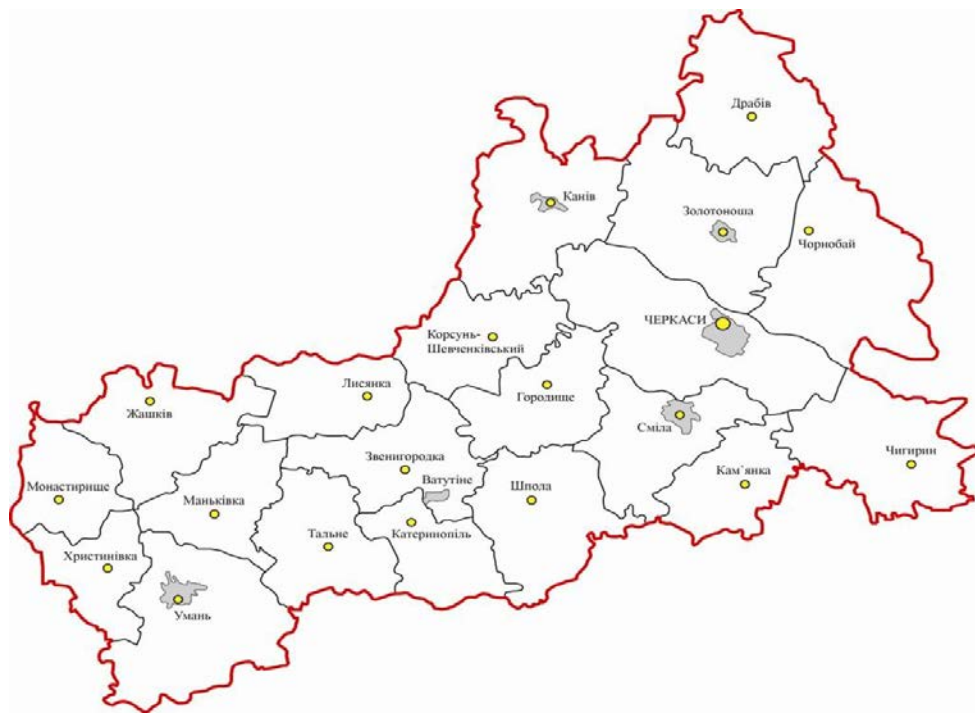 Драбів
Канів
Золотоноша
Чорнобай
ЧЕРКАСИ
Корсунь-
Шевченківський
Лисянка
Городище
Жашків
Сміла
Звенигородка
Чигирин
Кам`янка
Ватутіне
Шпола
Монастирище
Маньківка
Катеринопіль
Тальне
Христинівка
Умань